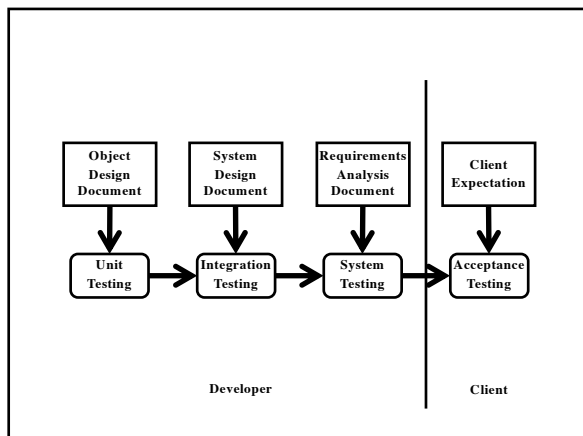 Object
Design
Document
System
Design
Document
Requirements
Analysis
Document
Client
Expectation
Unit
Testing
Integration
Testing
System
Testing
Acceptance
Testing
Developer
Client